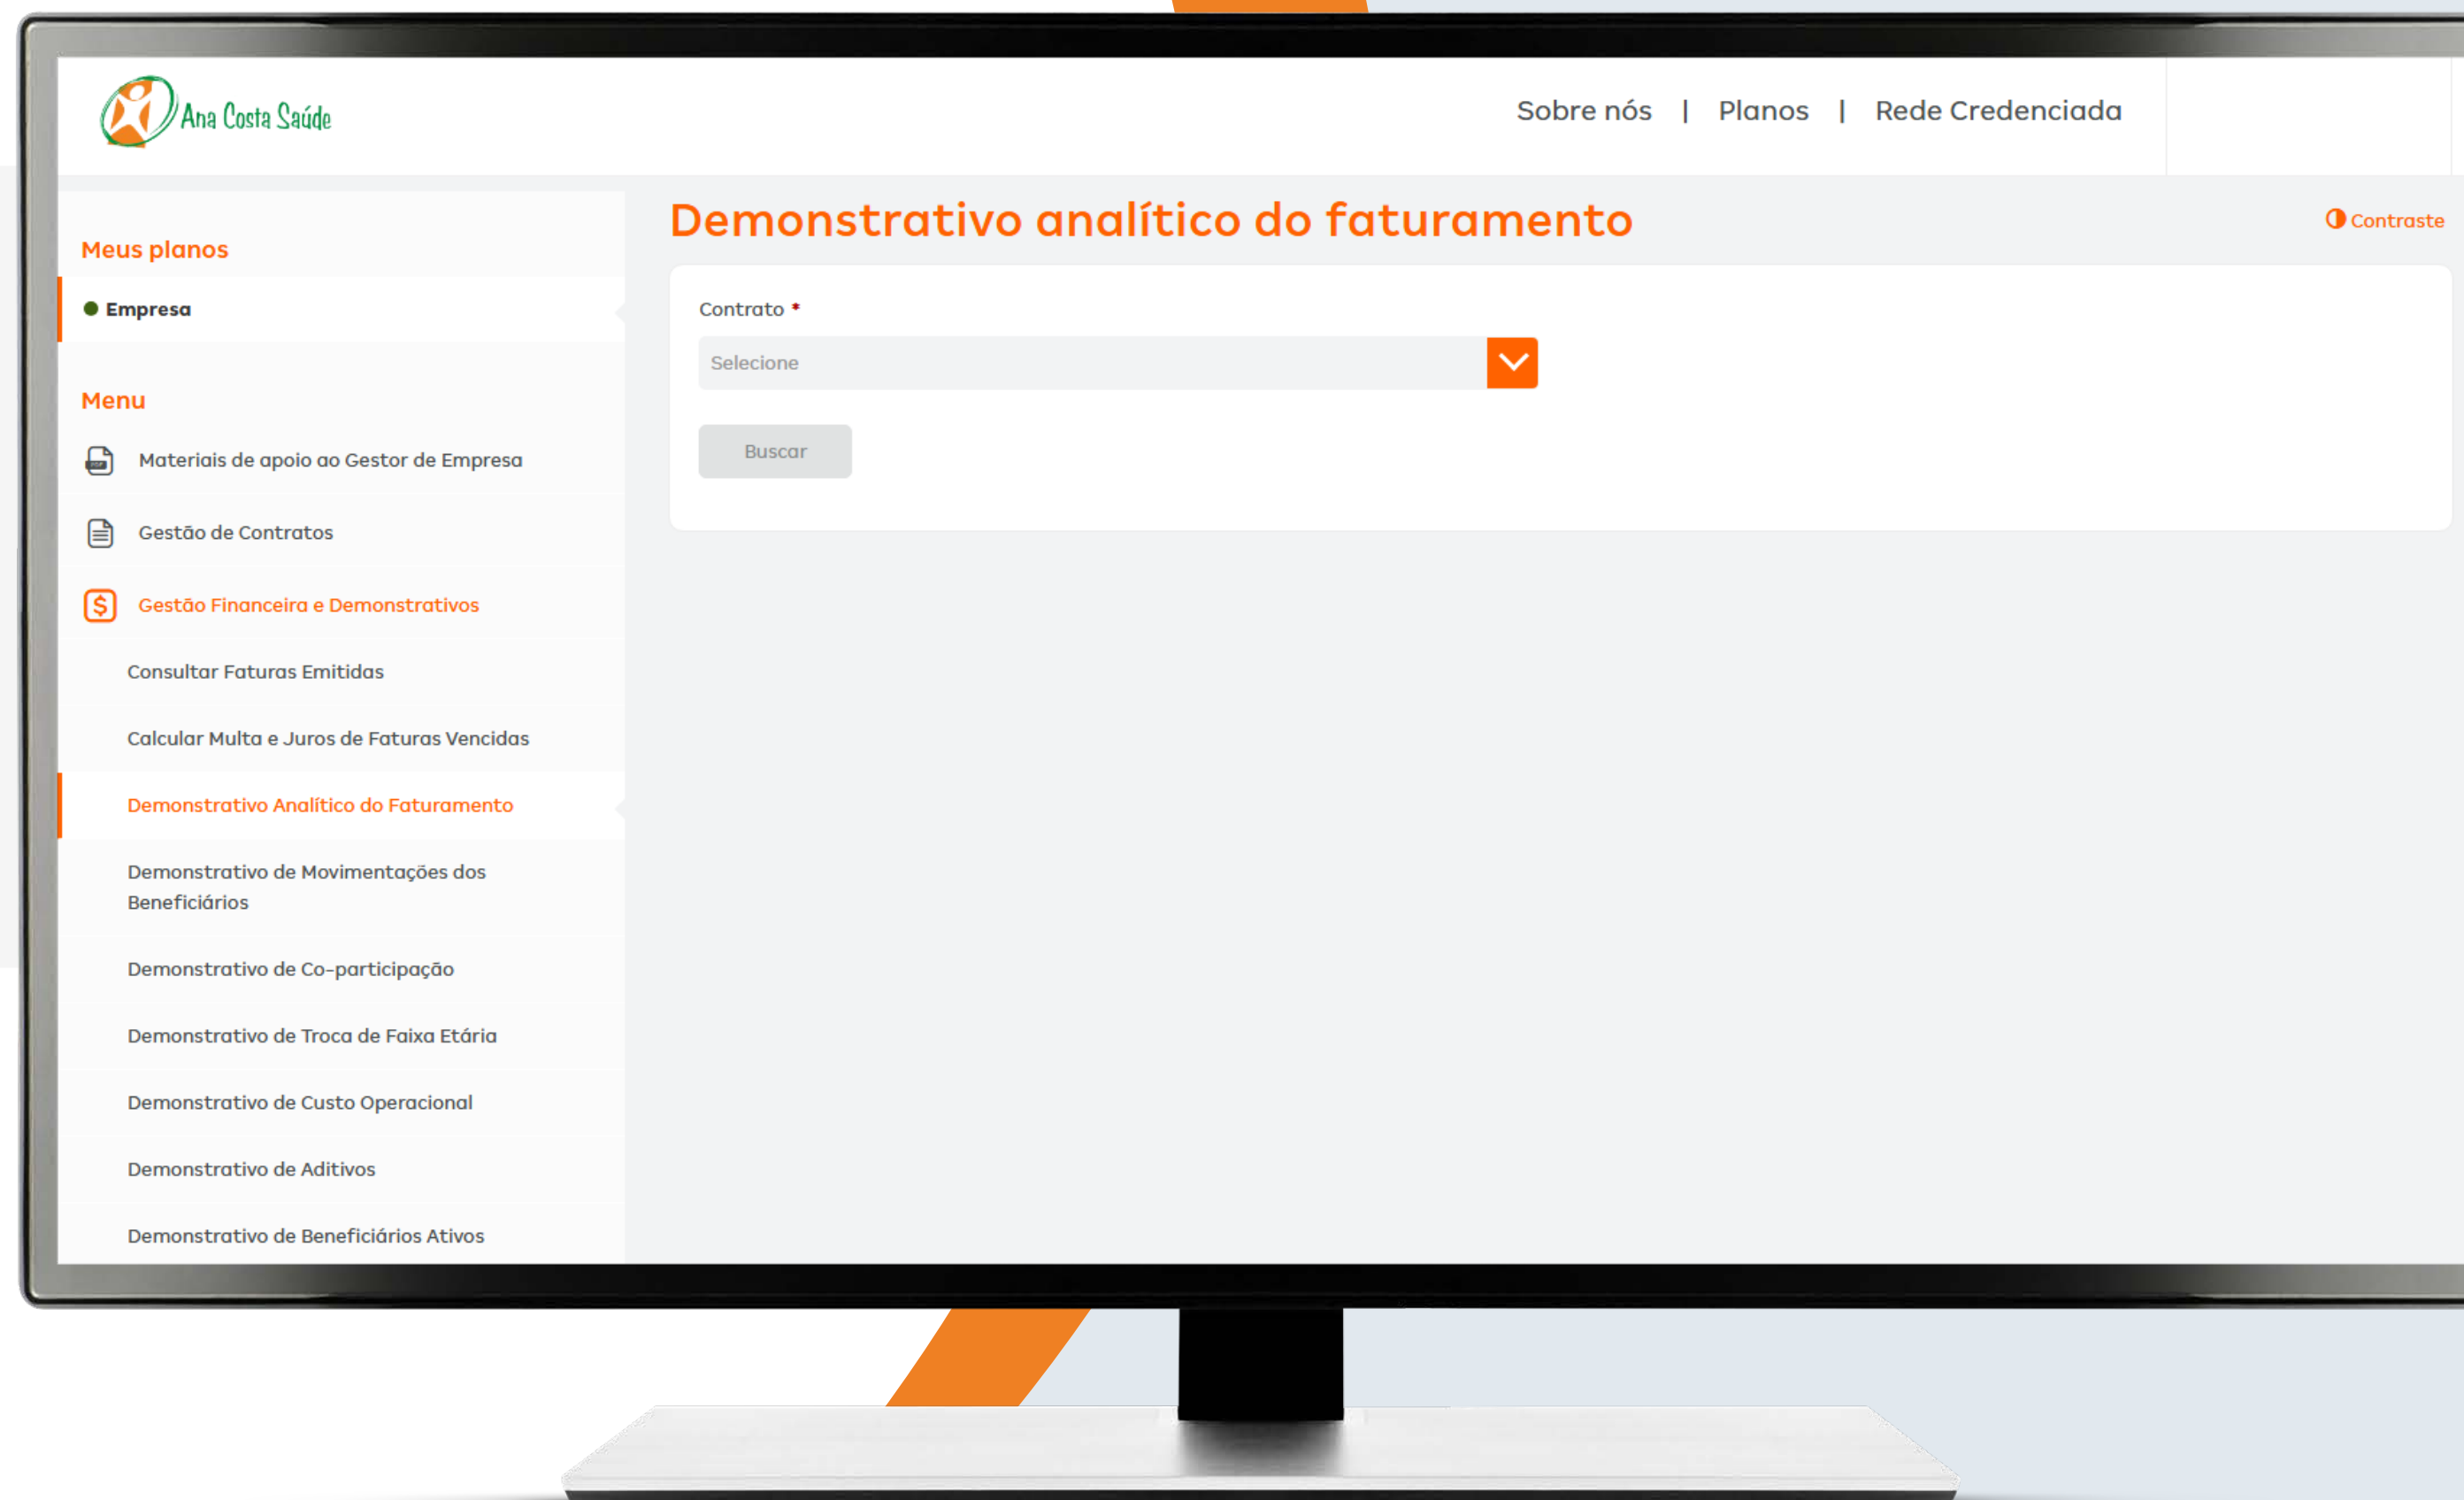 Ana Costa Saúde
Sobre nós | Planos | Rede Credenciada
Demonstrativo analítico do faturamento
Contraste
Meus planos
Empresa
Contrato *
Selecione
Buscar
Menu
Materiais de apoio ao Gestor de Empresa
Gestão de Contratos
Gestão Financeira e Demonstrativos
Consultar Faturas Emitidas
Calcular Multa e Juros de Faturas Vencidas
Demonstrativo Analítico do Faturamento
Demonstrativo de Movimentações dos
Beneficiários
Demonstrativo de Co-participação
Demonstrativo de Troca de Faixa Etária
Demonstrativo de Custo Operacional
Demonstrativo de Aditivos
Demonstrativo de Beneficiários Ativos